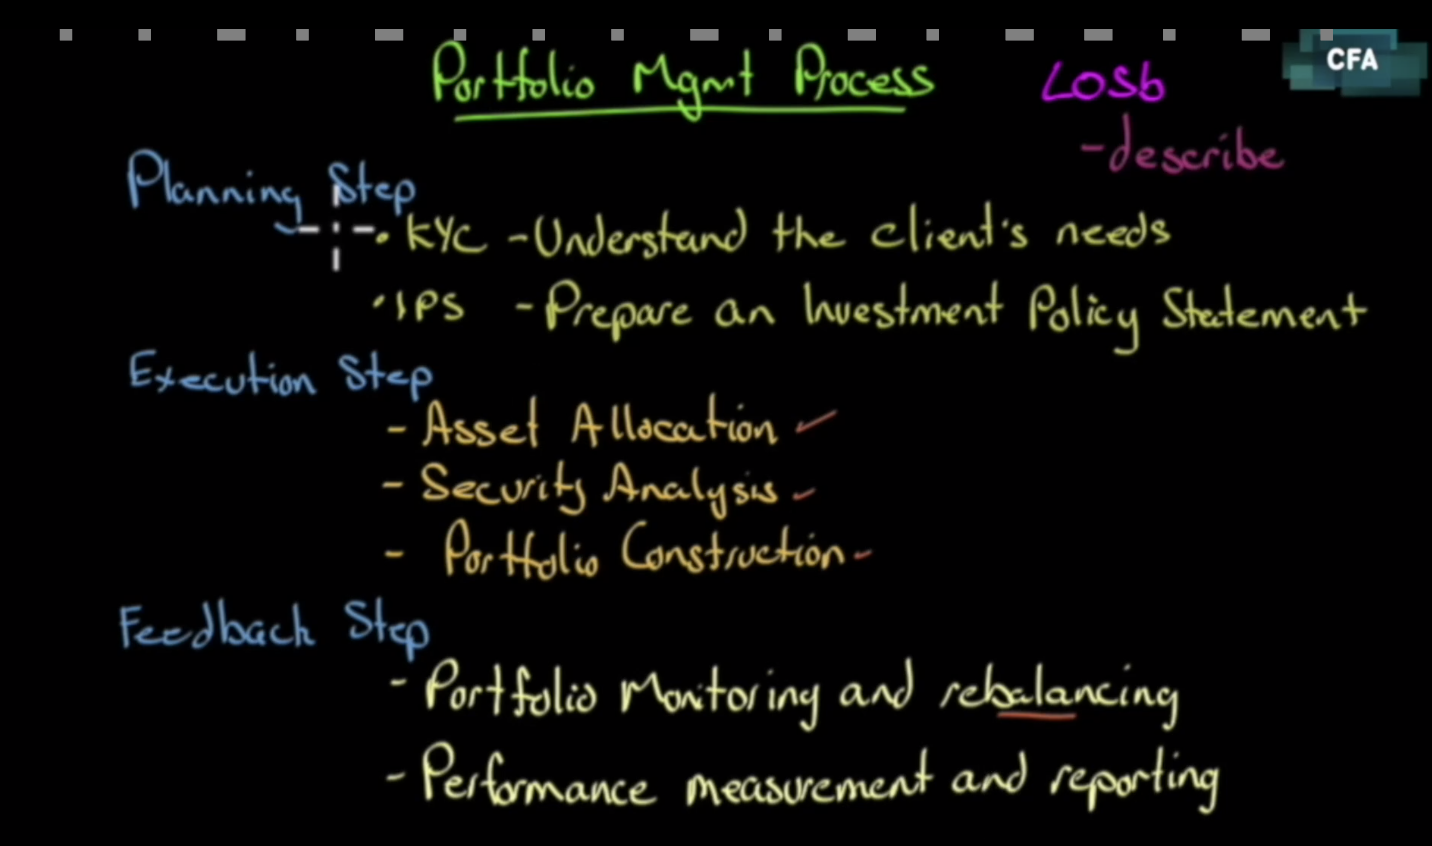 Portfolio Mgmt Process
LOSb
CFA
-describe
Planning Step
• KYC - Understand the client's needs
• IPS - Prepare an Investment Policy Statement
Execution Step
- Asset Allocation ✓
- Security Analysis ✓
- Portfolio Construction -
Feedback Step
- Portfolio Monitoring and rebalancing
- Performance measurement and reporting